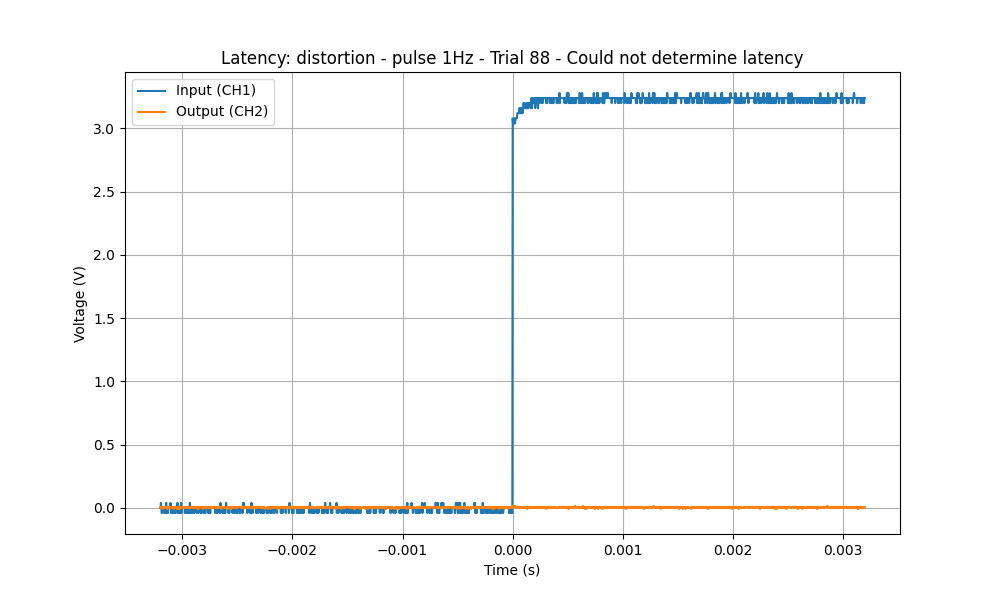 Latency: distortion - pulse 1Hz - Trial 88 - Could not determine latency
Input (CH1)
Output (CH2)
Voltage (V)
3.0
2.5
2.0
1.5
1.0
0.5
0.0
−0.003
−0.002
−0.001
0.000
0.001
0.002
0.003
Time (s)